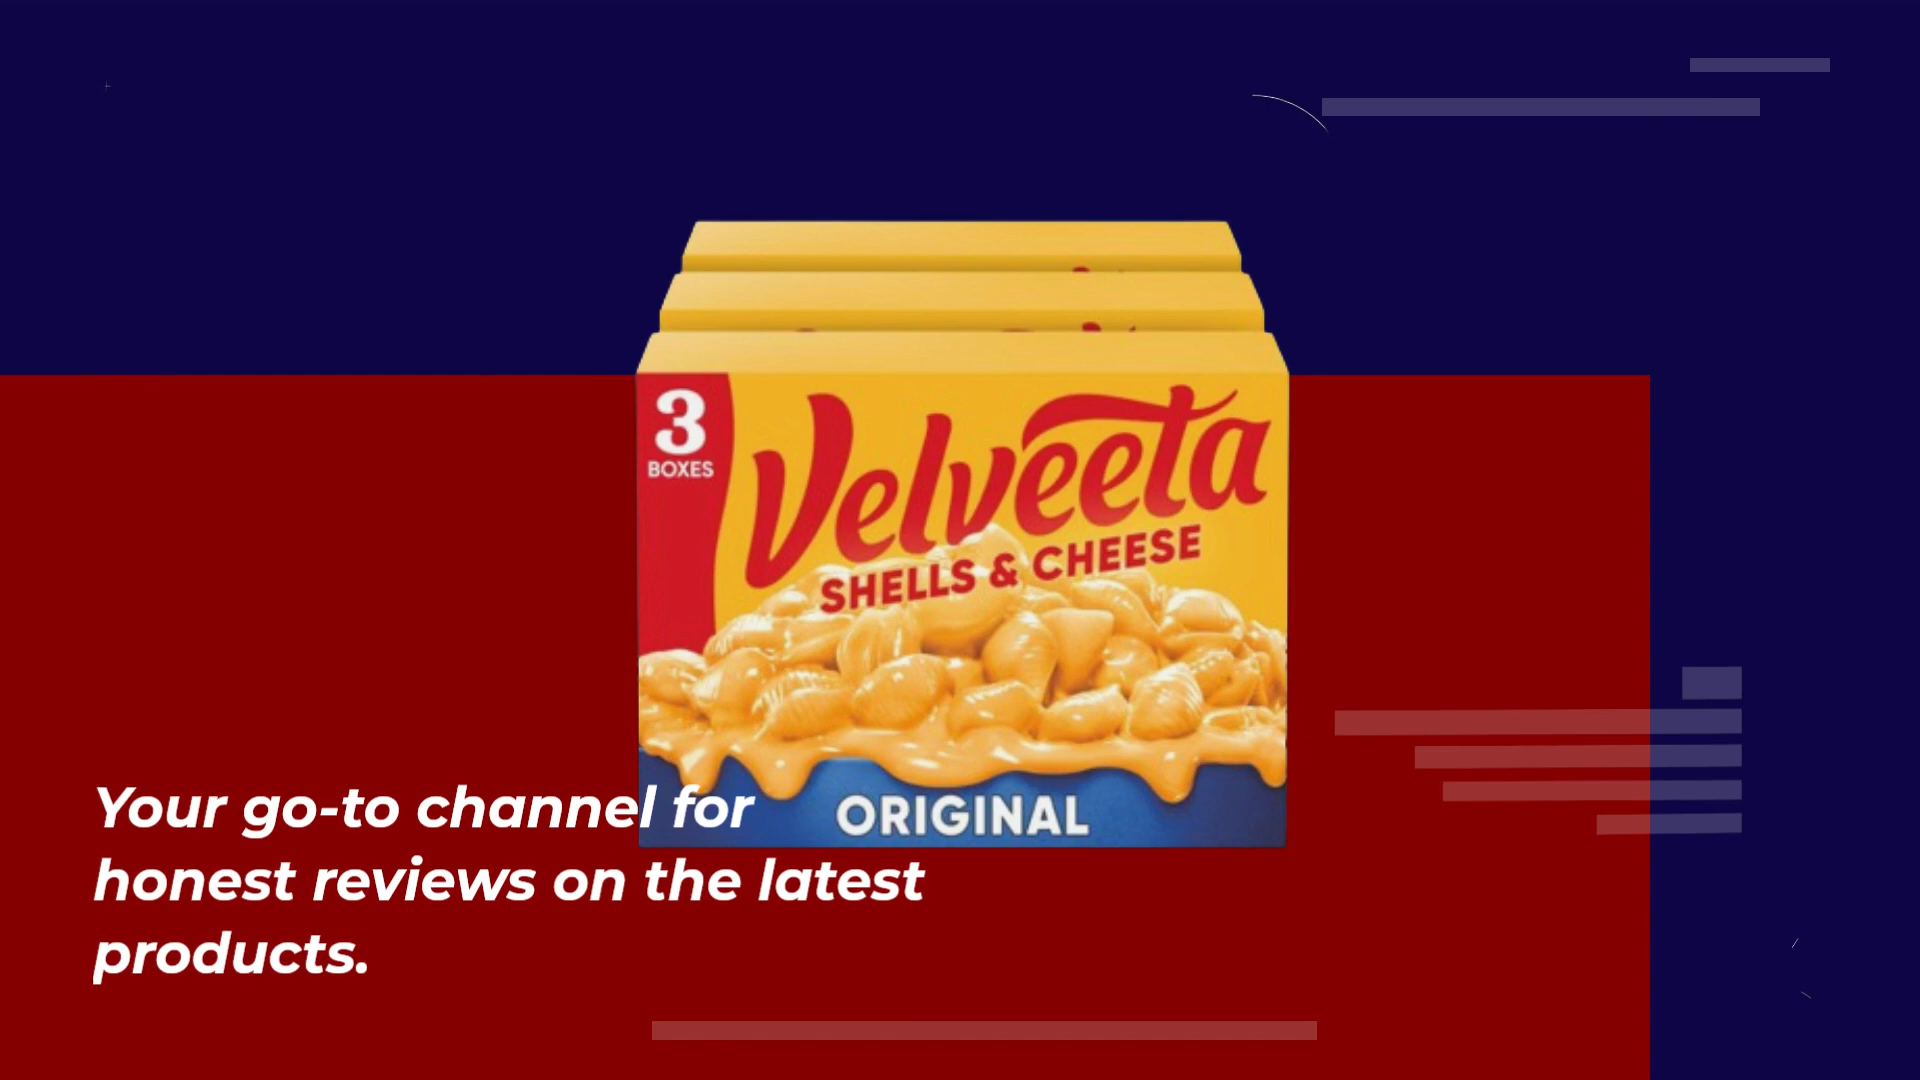 3
BOXES
Velveeta
SHELLS & CHEESE
ORIGINAL
Your go-to channel for
honest reviews on the latest
products.